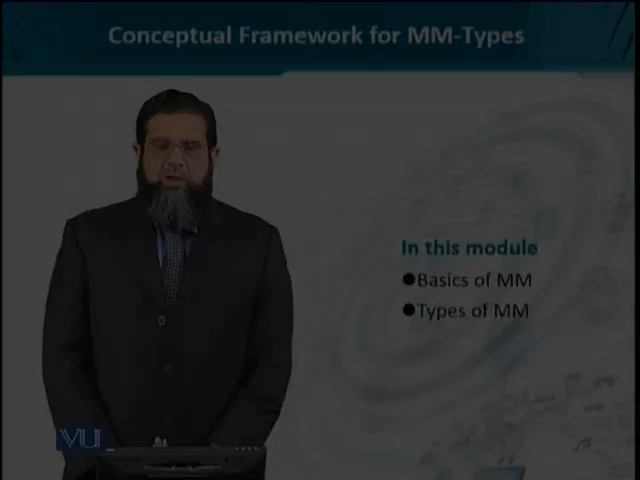 Conceptual Framework for MM-Types
In this module
●Basics of MM
●Types of MM
VU